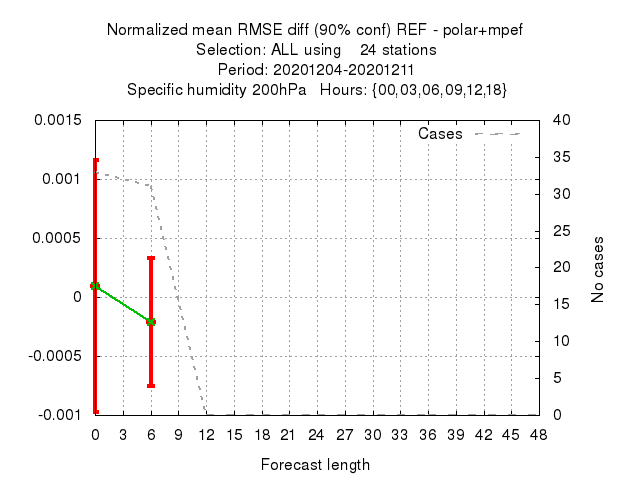 Normalized mean RMSE diff (90% conf) REF - polar+mpef
Selection: ALL using    24 stations
Period: 20201204-20201211
Specific humidity 200hPa   Hours: {00,03,06,09,12,18}
Cases
0.0015
0.001
0.0005
0
-0.0005
-0.001
40
35
30
25
20
15
10
5
0
No cases
0 3 6 9 12 15 18 21 24 27 30 33 36 39 42 45 48
Forecast length